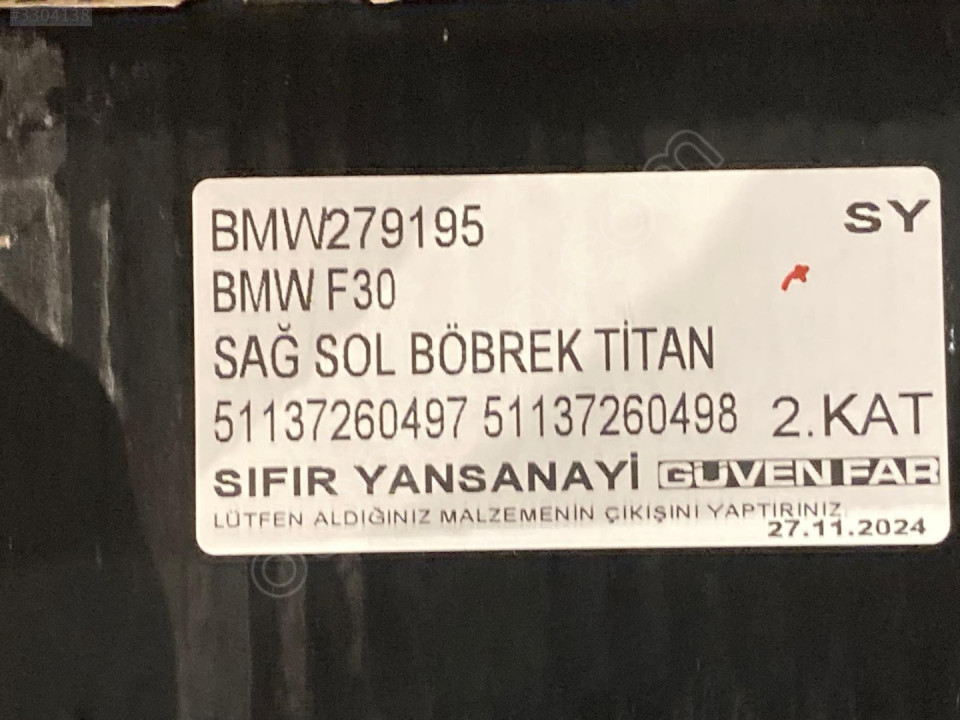 #3304138
BMW279195 SY
BMW F30
SAĞ SOL BÖBREK TİTAN
51137260497 51137260498 2.KAT
SIFIR YANSANAYİ GÜVEN FAR
LÜTFEN ALDIĞINIZ MALZEMENİN ÇIKIŞINI YAPTIRINIZ
27.11.2024